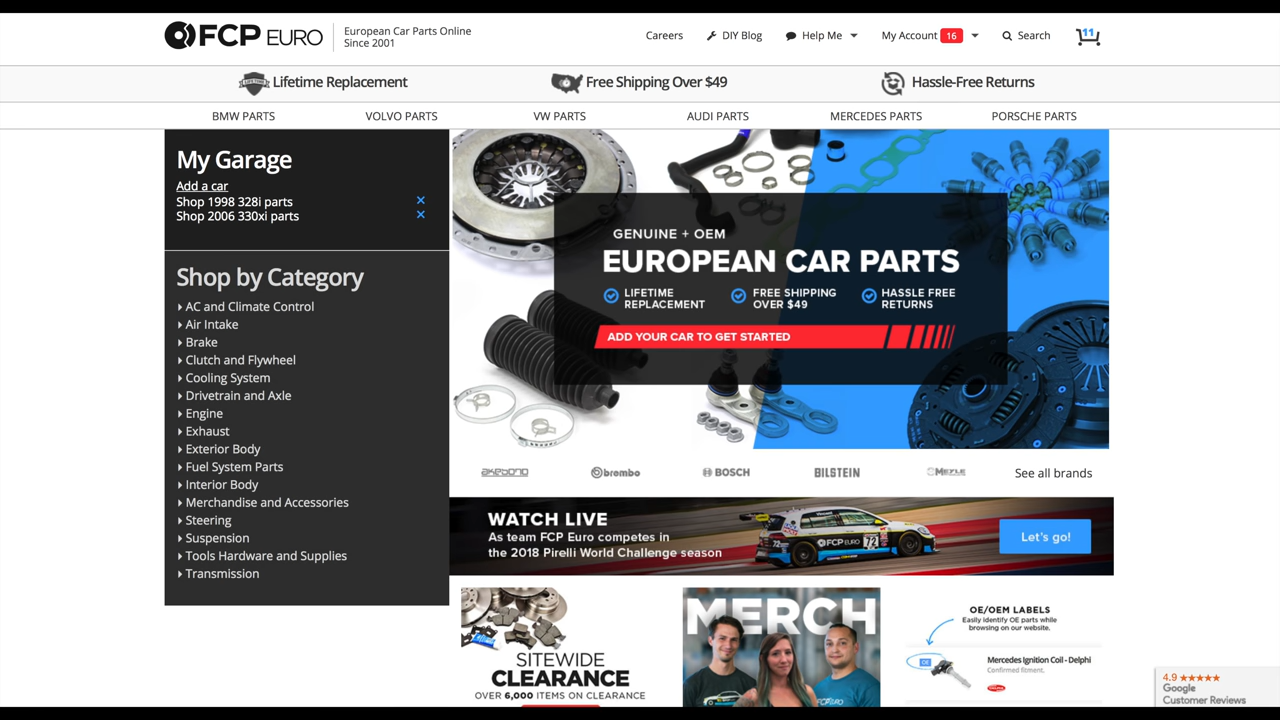 FCP EURO
European Car Parts Online
Since 2001
Careers
DIY Blog
Help Me
My Account 16
Search
11
Lifetime Replacement
Free Shipping Over $49
Hassle-Free Returns
BMW PARTS
VOLVO PARTS
VW PARTS
AUDI PARTS
MERCEDES PARTS
PORSCHE PARTS
My Garage
Add a car
Shop 1998 328i parts
Shop 2006 330xi parts
Shop by Category
AC and Climate Control
Air Intake
Brake
Clutch and Flywheel
Cooling System
Drivetrain and Axle
Engine
Exhaust
Exterior Body
Fuel System Parts
Interior Body
Merchandise and Accessories
Steering
Suspension
Tools Hardware and Supplies
Transmission
GENUINE + OEM
EUROPEAN CAR PARTS
LIFETIME
REPLACEMENT
FREE SHIPPING
OVER $49
HASSLE FREE
RETURNS
ADD YOUR CAR TO GET STARTED
akebono
brembo
BOSCH
BILSTEIN
MEYLE
See all brands
WATCH LIVE
As team FCP Euro competes in
the 2018 Pirelli World Challenge season
FCP EURO
72
Let's go!
SITEWIDE
CLEARANCE
OVER 6,000 ITEMS ON CLEARANCE
MERCH
FCP EURO
OE/OEM LABELS
Easily identify OE parts while
browsing on our website.
OE
Mercedes Ignition Coil - Delphi
Confirmed fitment.
4.9 ★★★★★
Google
Customer Reviews